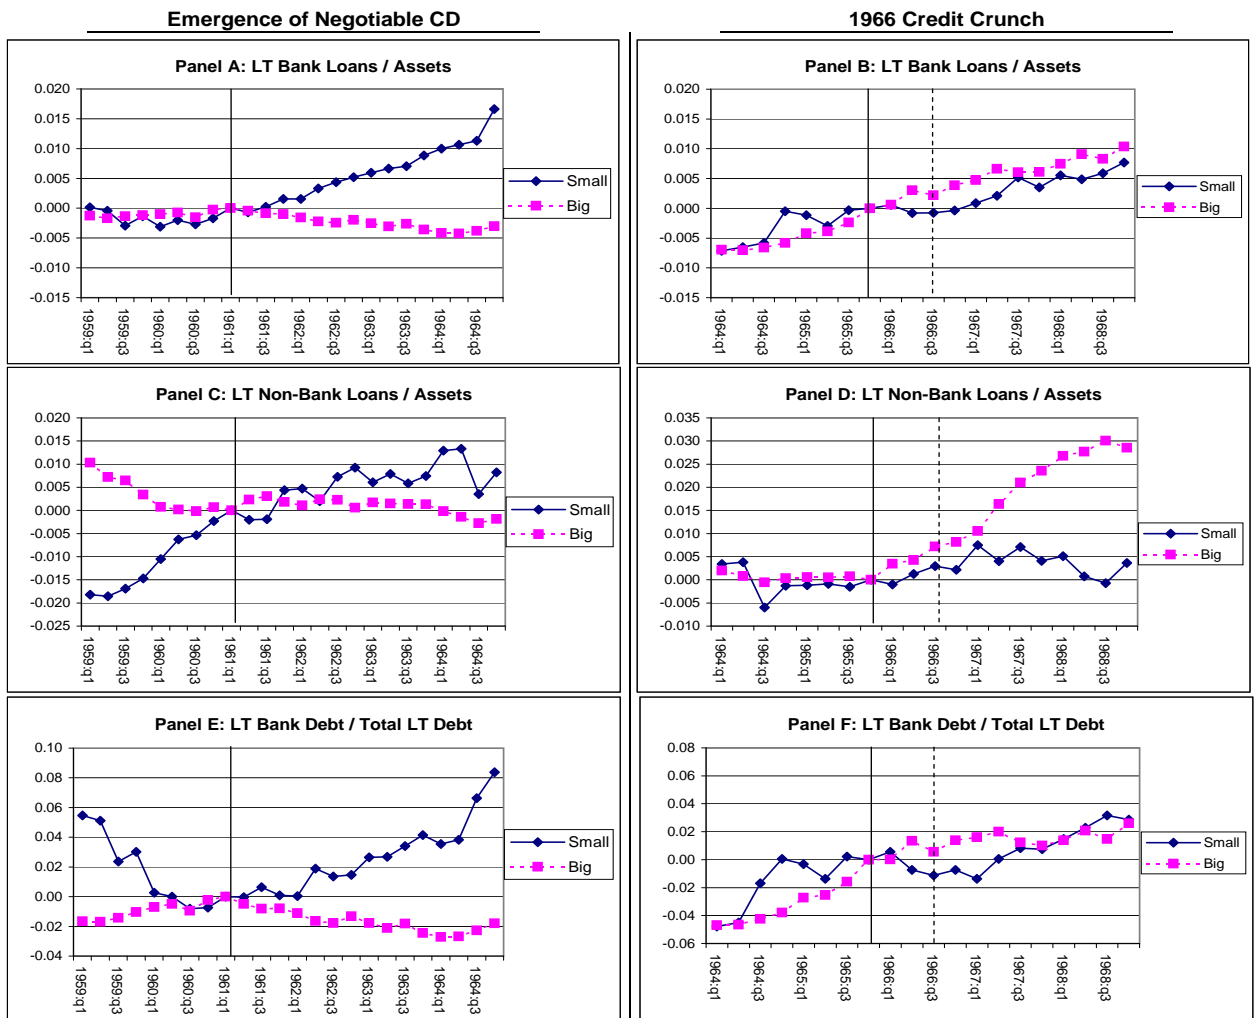 Emergence of Negotiable CD
1966 Credit Crunch
Panel A: LT Bank Loans / Assets
0.020
0.015
0.010
0.005
0.000
-0.005
-0.010
-0.015
1959:q1
1959:q3
1960:q1
1960:q3
1961:q1
1961:q3
1962:q1
1962:q3
1963:q1
1963:q3
1964:q1
1964:q3
Small
Big
Panel B: LT Bank Loans / Assets
0.020
0.015
0.010
0.005
0.000
-0.005
-0.010
-0.015
1964:q1
1964:q3
1965:q1
1965:q3
1966:q1
1966:q3
1967:q1
1967:q3
1968:q1
1968:q3
Small
Big
Panel C: LT Non-Bank Loans / Assets
0.020
0.015
0.010
0.005
0.000
-0.005
-0.010
-0.015
-0.020
-0.025
1959:q1
1959:q3
1960:q1
1960:q3
1961:q1
1961:q3
1962:q1
1962:q3
1963:q1
1963:q3
1964:q1
1964:q3
Small
Big
Panel D: LT Non-Bank Loans / Assets
0.035
0.030
0.025
0.020
0.015
0.010
0.005
0.000
-0.005
-0.010
1964:q1
1964:q3
1965:q1
1965:q3
1966:q1
1966:q3
1967:q1
1967:q3
1968:q1
1968:q3
Small
Big
Panel E: LT Bank Debt / Total LT Debt
0.10
0.08
0.06
0.04
0.02
0.00
-0.02
-0.04
1959:q1
1959:q3
1960:q1
1960:q3
1961:q1
1961:q3
1962:q1
1962:q3
1963:q1
1963:q3
1964:q1
1964:q3
Small
Big
Panel F: LT Bank Debt / Total LT Debt
0.08
0.06
0.04
0.02
0.00
-0.02
-0.04
-0.06
1964:q1
1964:q3
1965:q1
1965:q3
1966:q1
1966:q3
1967:q1
1967:q3
1968:q1
1968:q3
Small
Big